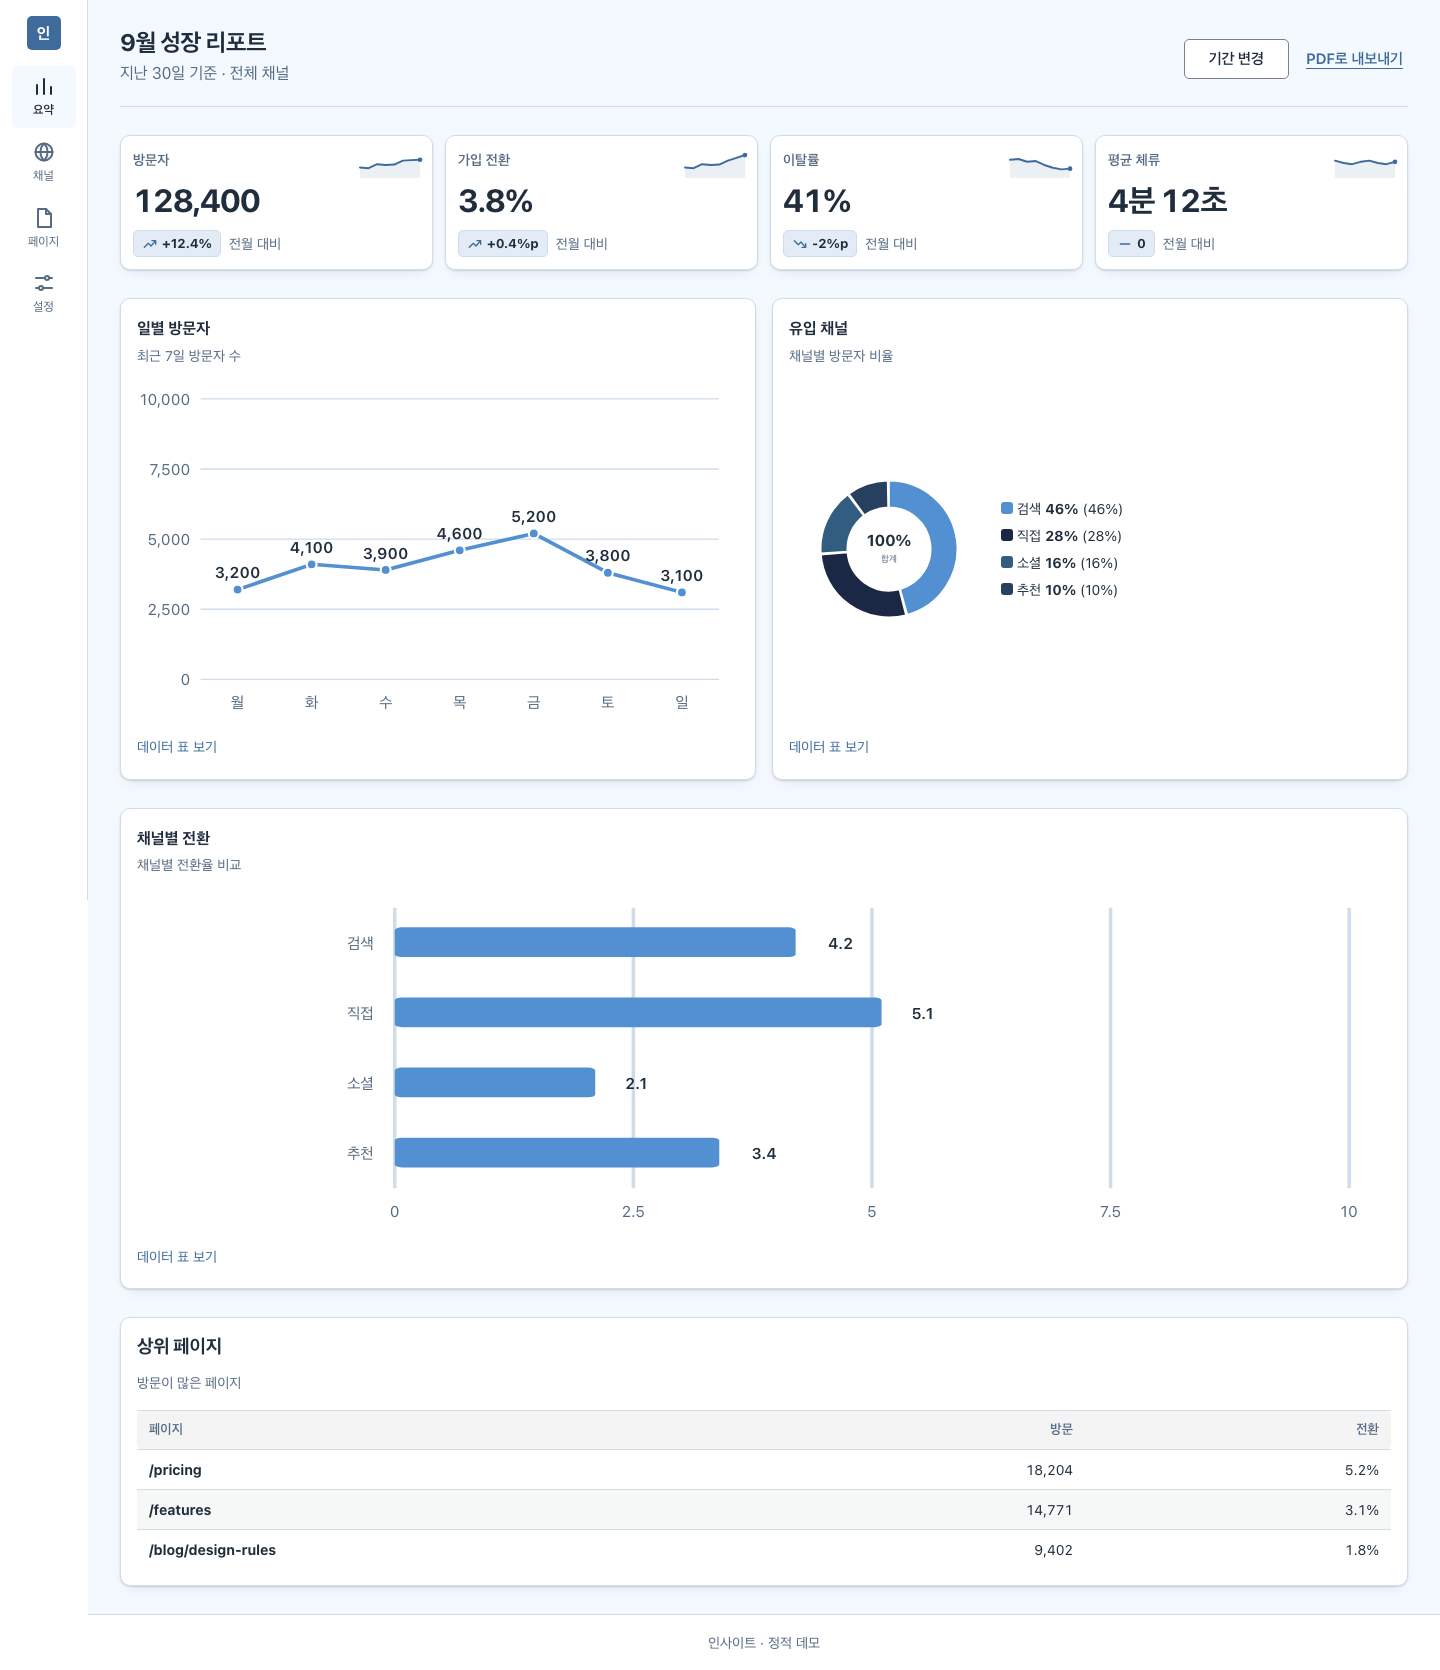 인
요약
채널
페이지
설정
9월 성장 리포트
지난 30일 기준 · 전체 채널
기간 변경
PDF로 내보내기
방문자
128,400
+12.4% 전월 대비
가입 전환
3.8%
+0.4%p 전월 대비
이탈률
41%
-2%p 전월 대비
평균 체류
4분 12초
0 전월 대비
일별 방문자
최근 7일 방문자 수
10,000
7,500
5,000
2,500
0
3,200
4,100
3,900
4,600
5,200
3,800
3,100
월 화 수 목 금 토 일
데이터 표 보기
유입 채널
채널별 방문자 비율
100%
합계
검색 46% (46%)
직접 28% (28%)
소셜 16% (16%)
추천 10% (10%)
데이터 표 보기
채널별 전환
채널별 전환율 비교
검색 4.2
직접 5.1
소셜 2.1
추천 3.4
0 2.5 5 7.5 10
데이터 표 보기
상위 페이지
방문이 많은 페이지
페이지 방문 전환
/pricing 18,204 5.2%
/features 14,771 3.1%
/blog/design-rules 9,402 1.8%
인사이트 · 정적 데모